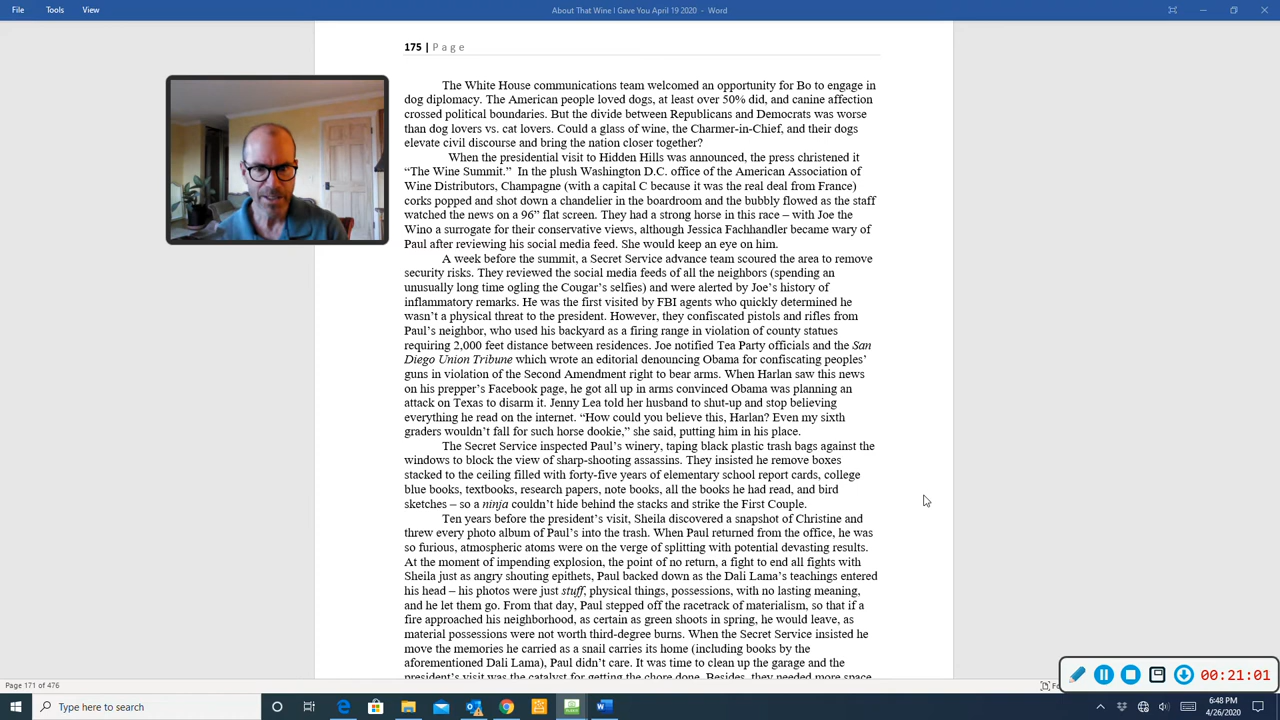 File Tools View About That Wine I Gave You April 19 2020 - Word
175 | Page
The White House communications team welcomed an opportunity for Bo to engage in
dog diplomacy. The American people loved dogs, at least over 50% did, and canine affection
crossed political boundaries. But the divide between Republicans and Democrats was worse
than dog lovers vs. cat lovers. Could a glass of wine, the Charmer-in-Chief, and their dogs
elevate civil discourse and bring the nation closer together?
When the presidential visit to Hidden Hills was announced, the press christened it
“The Wine Summit.” In the plush Washington D.C. office of the American Association of
Wine Distributors, Champagne (with a capital C because it was the real deal from France)
corks popped and shot down a chandelier in the boardroom and the bubbly flowed as the staff
watched the news on a 96” flat screen. They had a strong horse in this race – with Joe the
Wino a surrogate for their conservative views, although Jessica Fachhandler became wary of
Paul after reviewing his social media feed. She would keep an eye on him.
A week before the summit, a Secret Service advance team scoured the area to remove
security risks. They reviewed the social media feeds of all the neighbors (spending an
unusually long time ogling the Cougar’s selfies) and were alerted by Joe’s history of
inflammatory remarks. He was the first visited by FBI agents who quickly determined he
wasn’t a physical threat to the president. However, they confiscated pistols and rifles from
Paul’s neighbor, who used his backyard as a firing range in violation of county statues
requiring 2,000 feet distance between residences. Joe notified Tea Party officials and the San
Diego Union Tribune which wrote an editorial denouncing Obama for confiscating peoples’
guns in violation of the Second Amendment right to bear arms. When Harlan saw this news
on his prepper’s Facebook page, he got all up in arms convinced Obama was planning an
attack on Texas to disarm it. Jenny Lea told her husband to shut-up and stop believing
everything he read on the internet. “How could you believe this, Harlan? Even my sixth
graders wouldn’t fall for such horse dookie,” she said, putting him in his place.
The Secret Service inspected Paul’s winery, taping black plastic trash bags against the
windows to block the view of sharp-shooting assassins. They insisted he remove boxes
stacked to the ceiling filled with forty-five years of elementary school report cards, college
blue books, textbooks, research papers, note books, all the books he had read, and bird
sketches – so a ninja couldn’t hide behind the stacks and strike the First Couple.
Ten years before the president’s visit, Sheila discovered a snapshot of Christine and
threw every photo album of Paul’s into the trash. When Paul returned from the office, he was
so furious, atmospheric atoms were on the verge of splitting with potential devasting results.
At the moment of impending explosion, the point of no return, a fight to end all fights with
Sheila just as angry shouting epithets, Paul backed down as the Dali Lama’s teachings entered
his head – his photos were just stuff, physical things, possessions, with no lasting meaning,
and he let them go. From that day, Paul stepped off the racetrack of materialism, so that if a
fire approached his neighborhood, as certain as green shoots in spring, he would leave, as
material possessions were not worth third-degree burns. When the Secret Service insisted he
move the memories he carried as a snail carries its home (including books by the
aforementioned Dali Lama), Paul didn’t care. It was time to clean up the garage and the
president’s visit was the catalyst for getting the chore done. Besides, they needed more space
00:21:01
Page 171 of 476
Type here to search
6:48 PM
4/26/2020